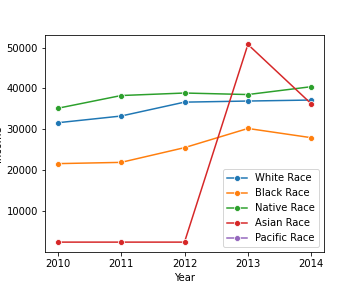 50000
40000
30000
20000
10000
White Race
Black Race
Native Race
Asian Race
Pacific Race
2010 2011 2012 2013 2014
Year